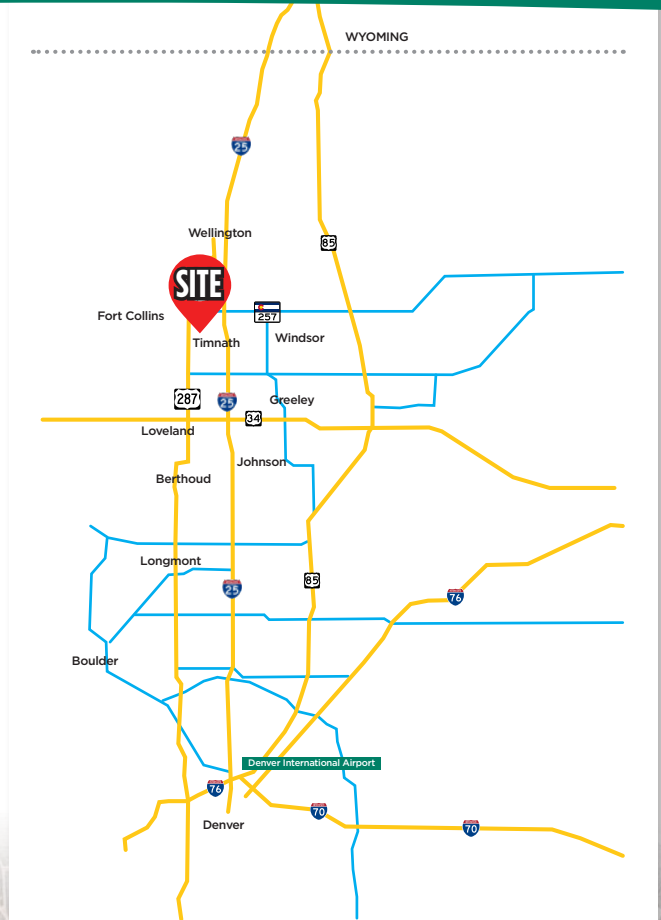 WYOMING
25
Wellington
85
SITE
257
Fort Collins
Windsor
Timnath
287
25
Greeley
34
Loveland
Johnson
Berthoud
Longmont
85
25
76
Boulder
Denver International Airport
76
70
Denver
70